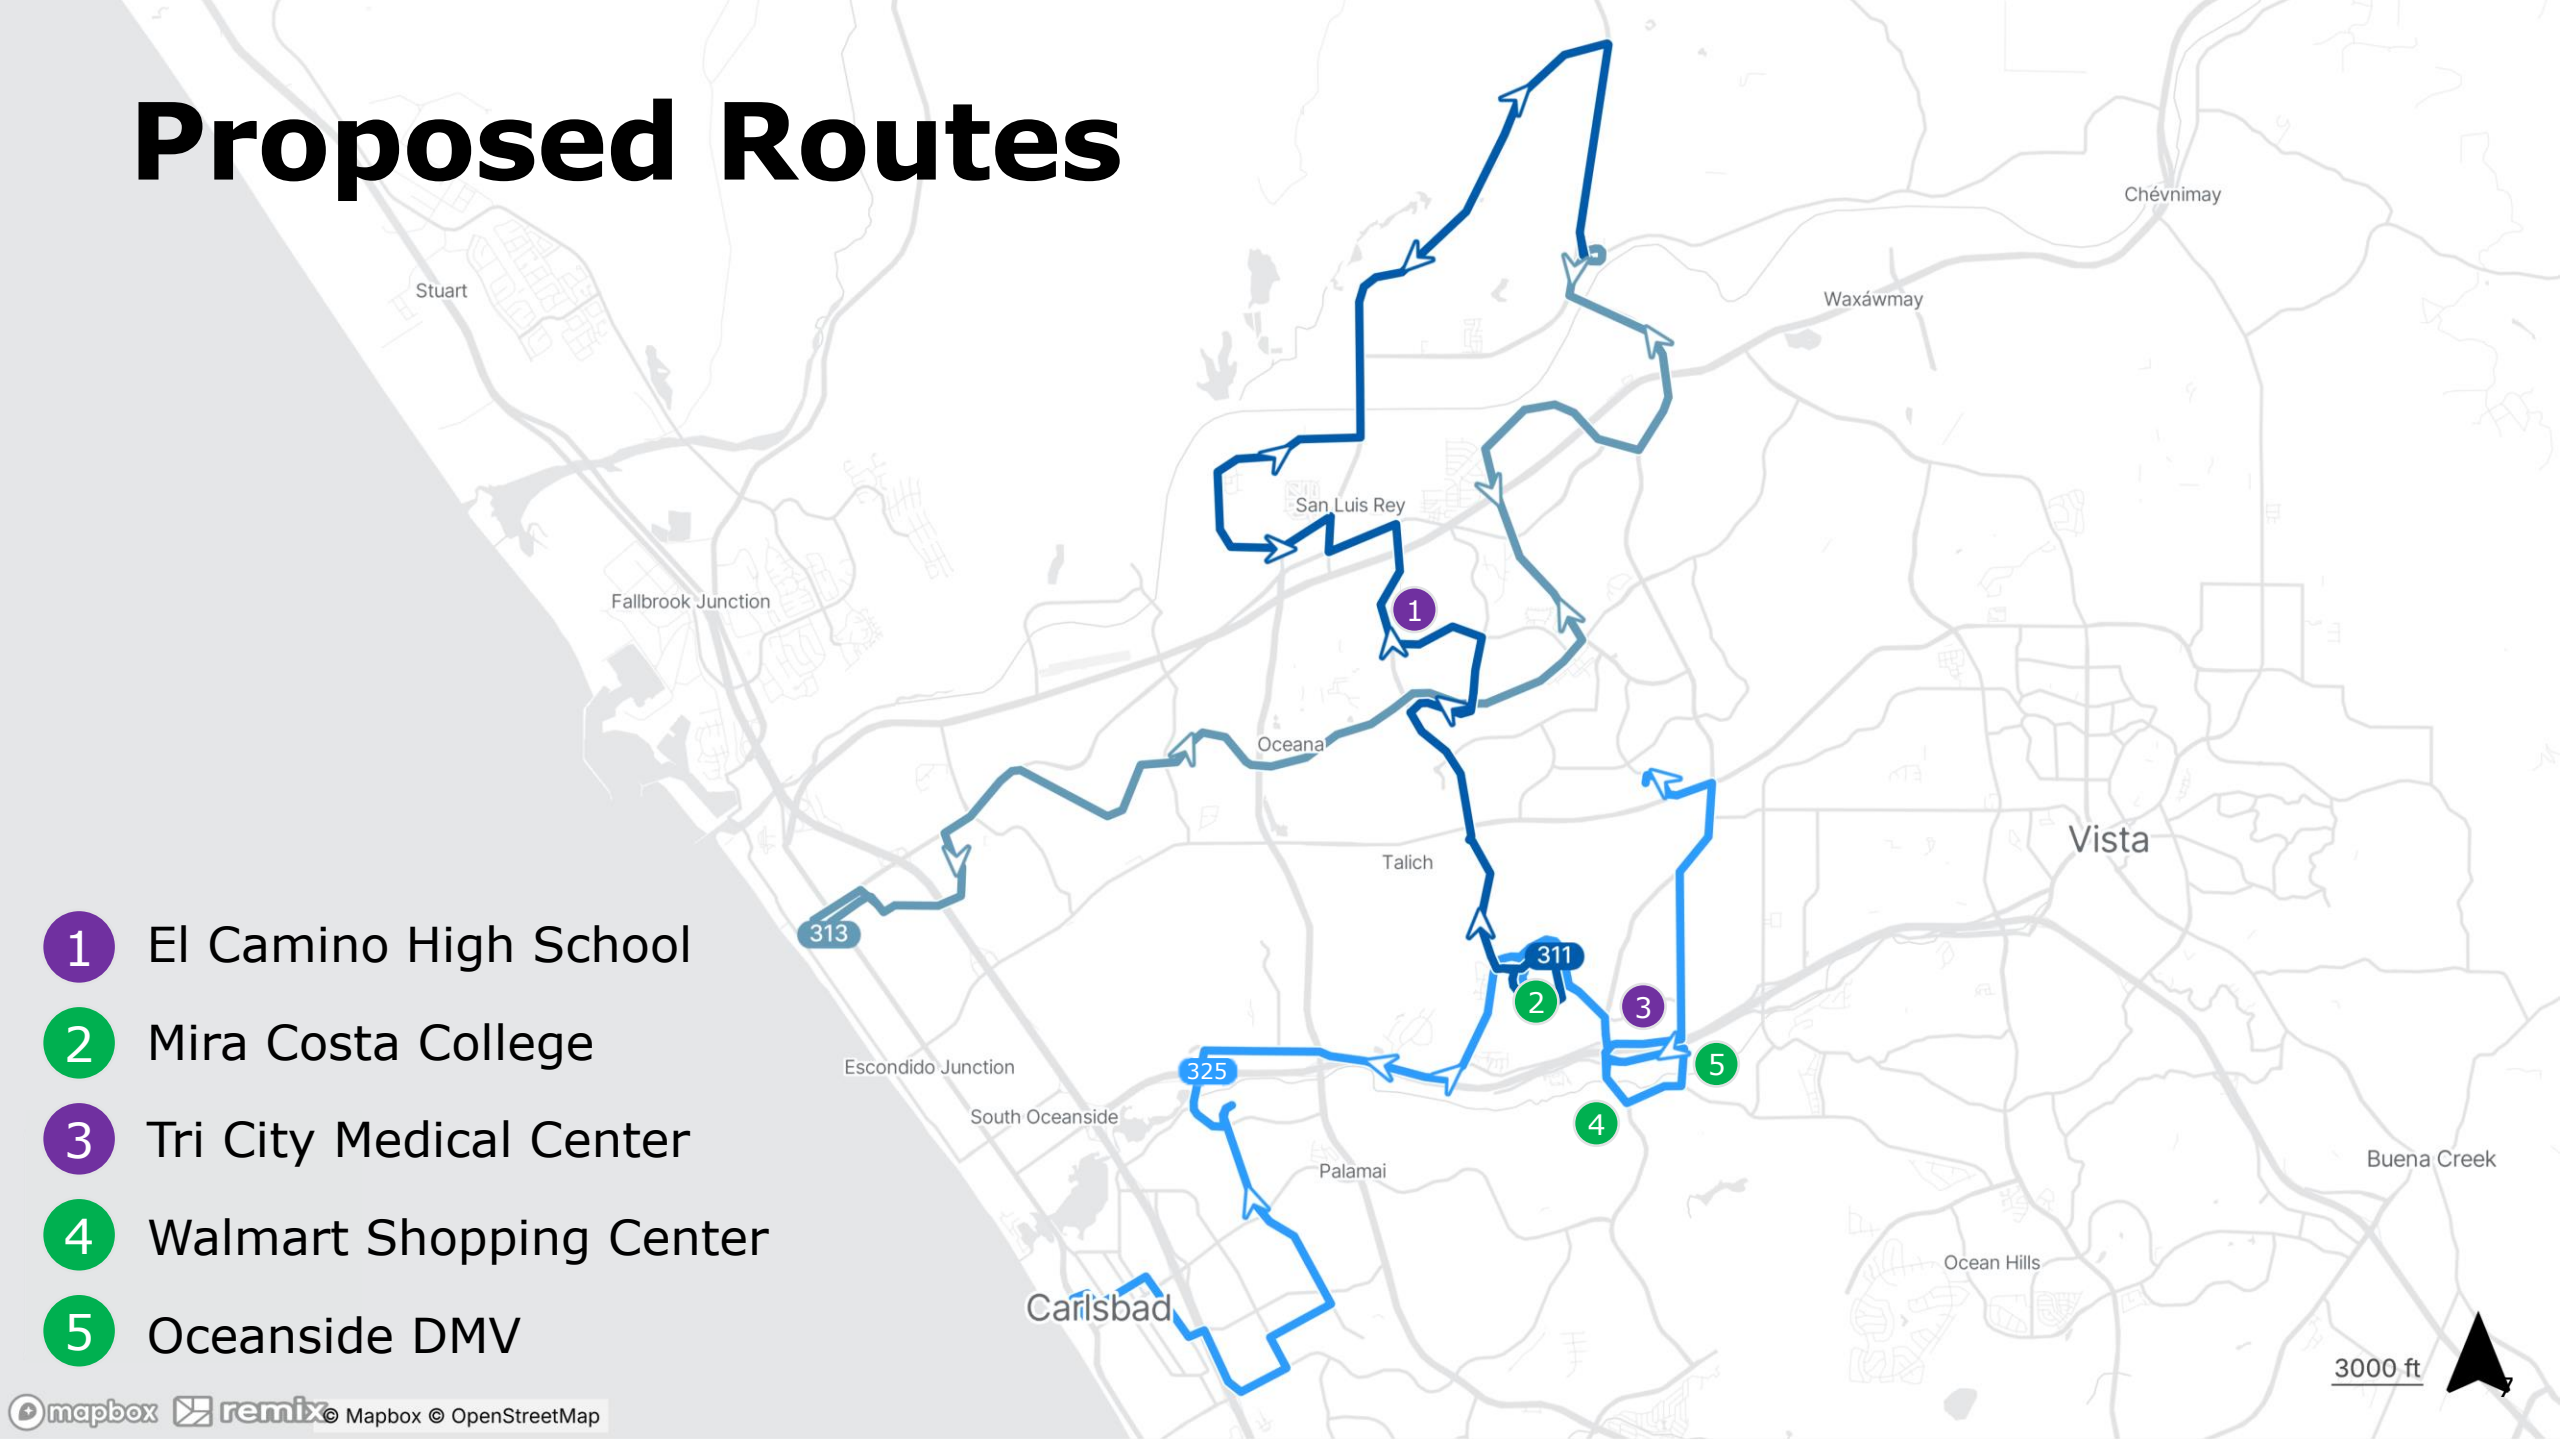 Proposed Routes
Chévnimay
Stuart
Waxáwmay
San Luis Rey
Fallbrook Junction
1
Oceana
Vista
Talich
313
311
2
3
Escondido Junction
325
5
South Oceanside
4
Palamai
Buena Creek
Ocean Hills
Carlsbad
1 El Camino High School
2 Mira Costa College
3 Tri City Medical Center
4 Walmart Shopping Center
5 Oceanside DMV
3000 ft
7
mapbox remix © Mapbox © OpenStreetMap